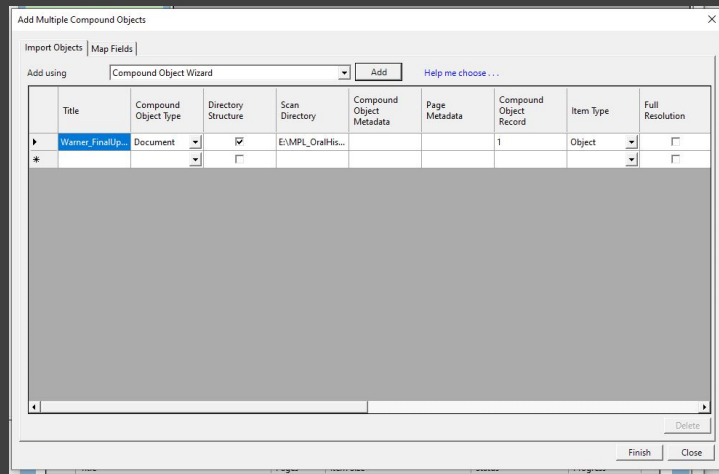 Add Multiple Compound Objects
Import Objects Map Fields
Add using Compound Object Wizard Add Help me choose . . .
Title Compound Object Type Directory Structure Scan Directory Compound Object Metadata Page Metadata Compound Object Record Item Type Full Resolution
Warner_FinalUp... Document E:\MPL_OralHis... 1 Object
Delete
Finish Close